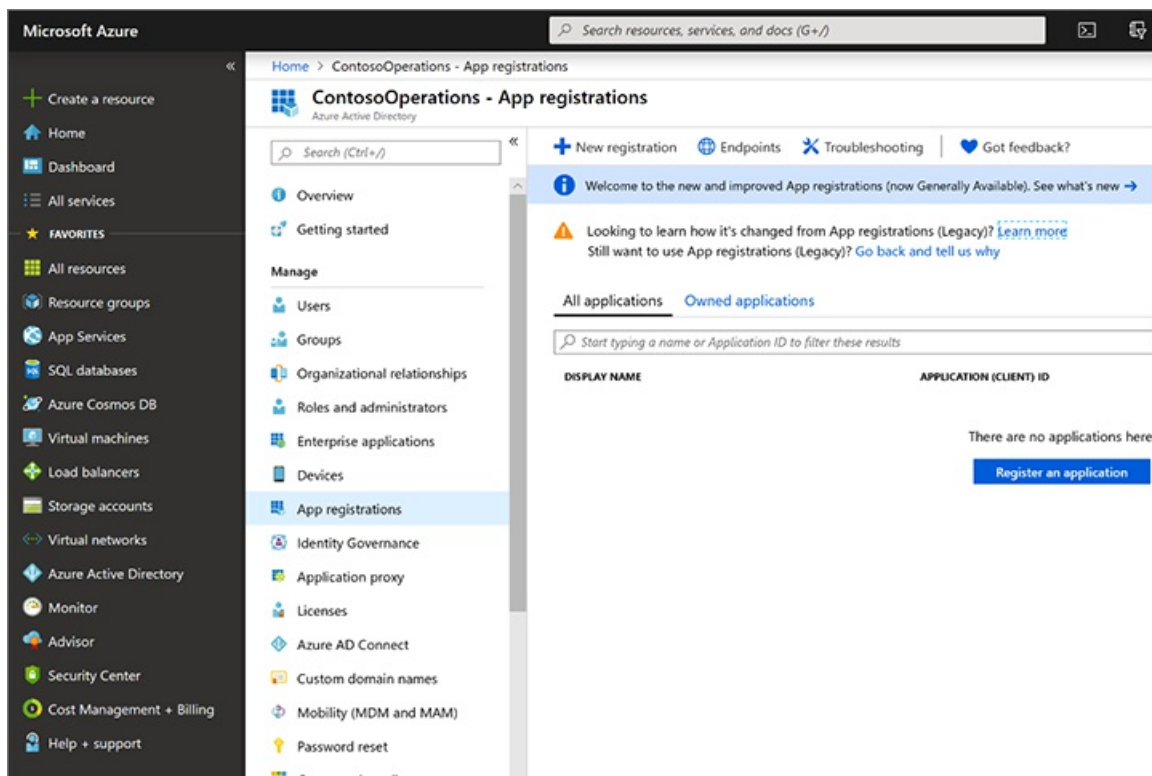 Microsoft Azure
Search resources, services, and docs (G+/)
«
Create a resource
Home
Dashboard
All services
FAVORITES
All resources
Resource groups
App Services
SQL databases
Azure Cosmos DB
Virtual machines
Load balancers
Storage accounts
Virtual networks
Azure Active Directory
Monitor
Advisor
Security Center
Cost Management + Billing
Help + support
Home > ContosoOperations - App registrations
ContosoOperations - App registrations
Azure Active Directory
Search (Ctrl+/)
«
Overview
Getting started
Manage
Users
Groups
Organizational relationships
Roles and administrators
Enterprise applications
Devices
App registrations
Identity Governance
Application proxy
Licenses
Azure AD Connect
Custom domain names
Mobility (MDM and MAM)
Password reset
New registration Endpoints Troubleshooting Got feedback?
Welcome to the new and improved App registrations (now Generally Available). See what's new →
Looking to learn how it's changed from App registrations (Legacy)? Learn more
Still want to use App registrations (Legacy)? Go back and tell us why
All applications Owned applications
Start typing a name or Application ID to filter these results
DISPLAY NAME APPLICATION (CLIENT) ID
There are no applications here
Register an application